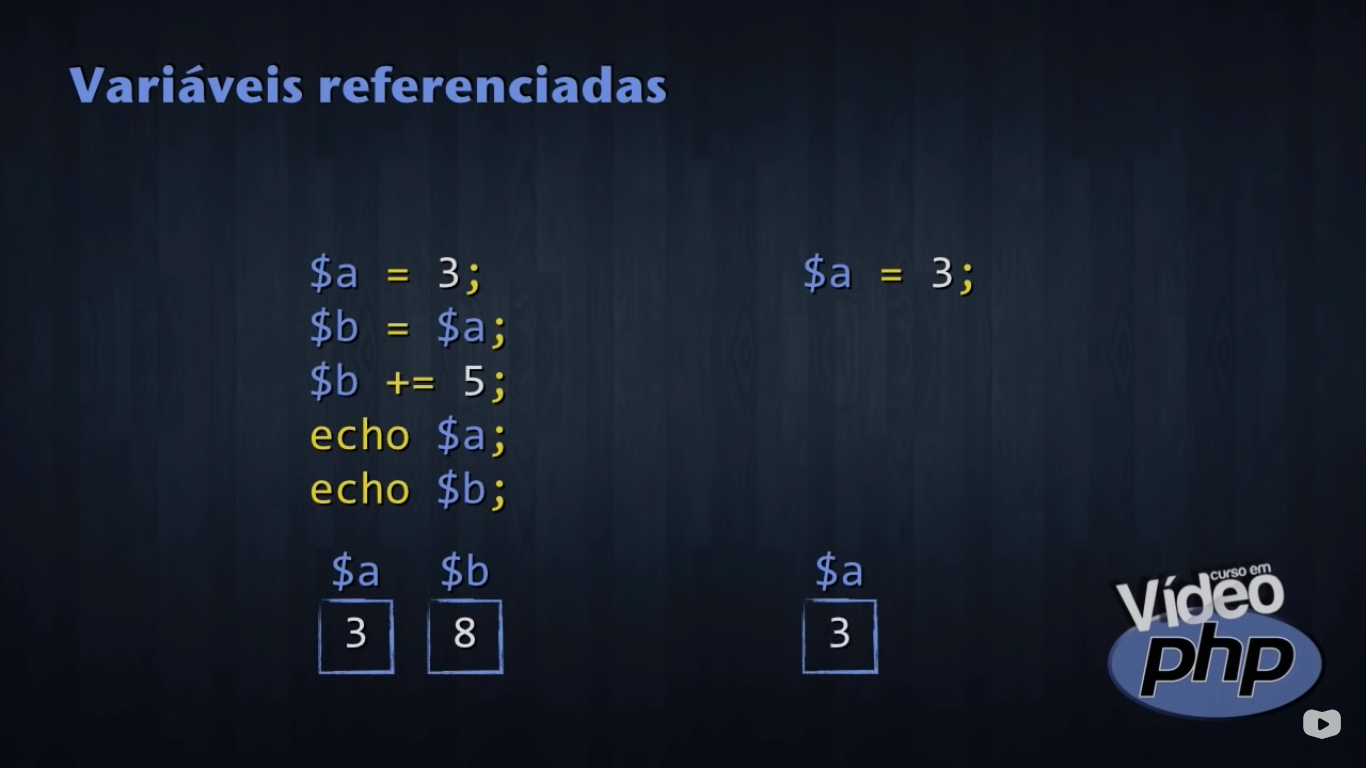 Variáveis referenciadas
$a = 3;
$b = $a;
$b += 5;
echo $a;
echo $b;
$a $b
3 8
$a = 3;
$a
3
curso em
Vídeo
php